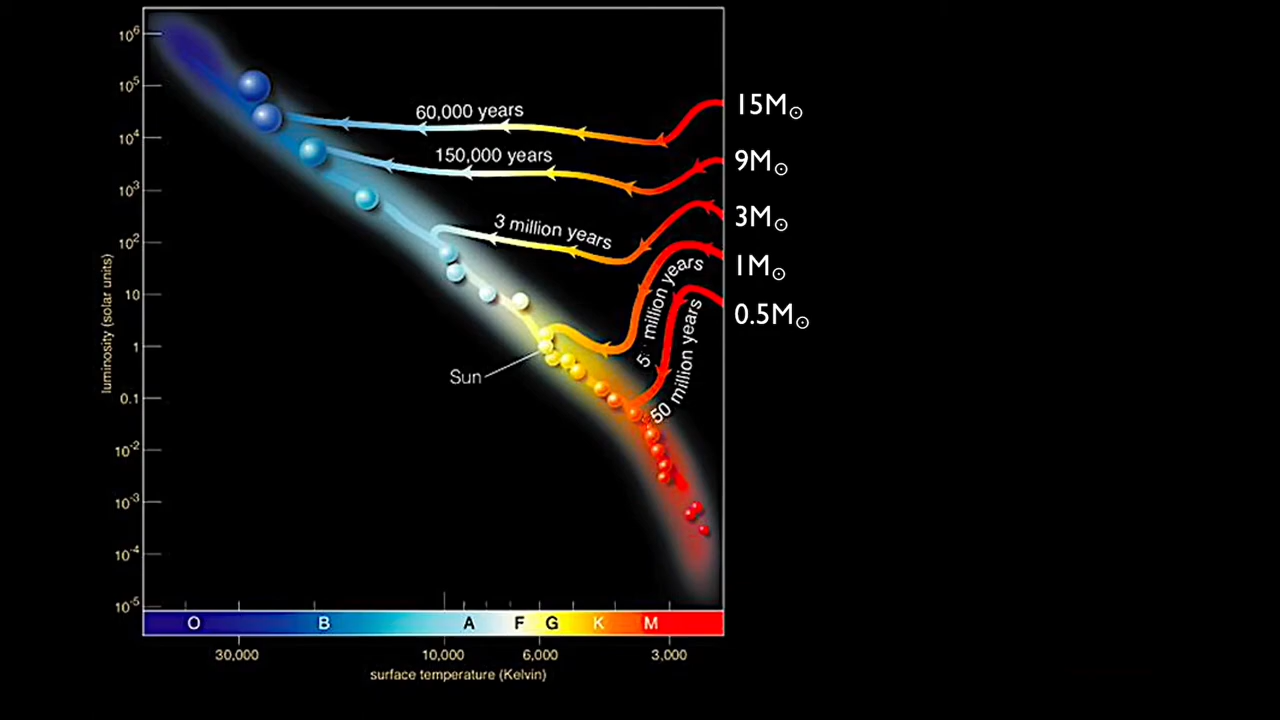 10⁶
10⁵
10⁴
10³
10²
10
1
0.1
10⁻²
10⁻³
10⁻⁴
10⁻⁵
luminosity (solar units)
60,000 years
150,000 years
3 million years
million years
50 million years
Sun
15M☉
9M☉
3M☉
1M☉
0.5M☉
O B A F G K M
30,000 10,000 6,000 3,000
surface temperature (Kelvin)